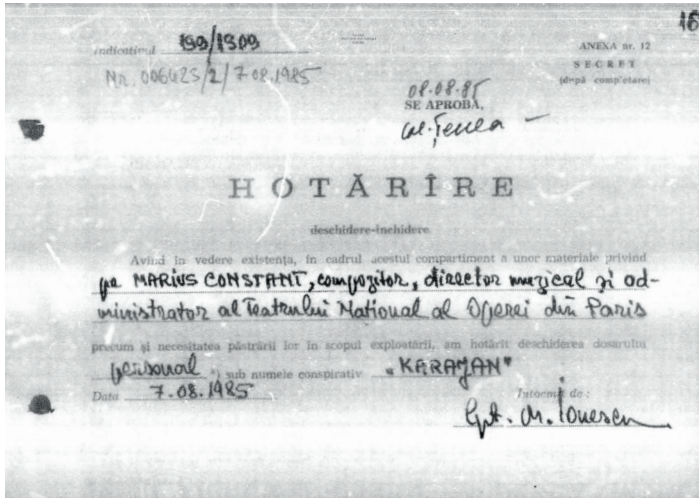 16
Indicativul 199/1909
Nr. 006425/2/7.08.1985
ANEXA nr. 12
SECRET
(după completare)
08.08.85
SE APROBĂ,
HOTĂRÎRE
deschidere-închidere
Avînd în vedere existența, în cadrul acestui compartiment a unor materiale privind
pe MARIUS CONSTANT, compozitor, director muzical și ad-
ministrator al Teatrului Național al Operei din Paris
precum și necesitatea păstrării lor în scopul exploatării, am hotărît deschiderea dosarului
personal *) sub numele conspirativ "KARAJAN"
Data 7.08.1985
Întocmit de:
M. Ionescu